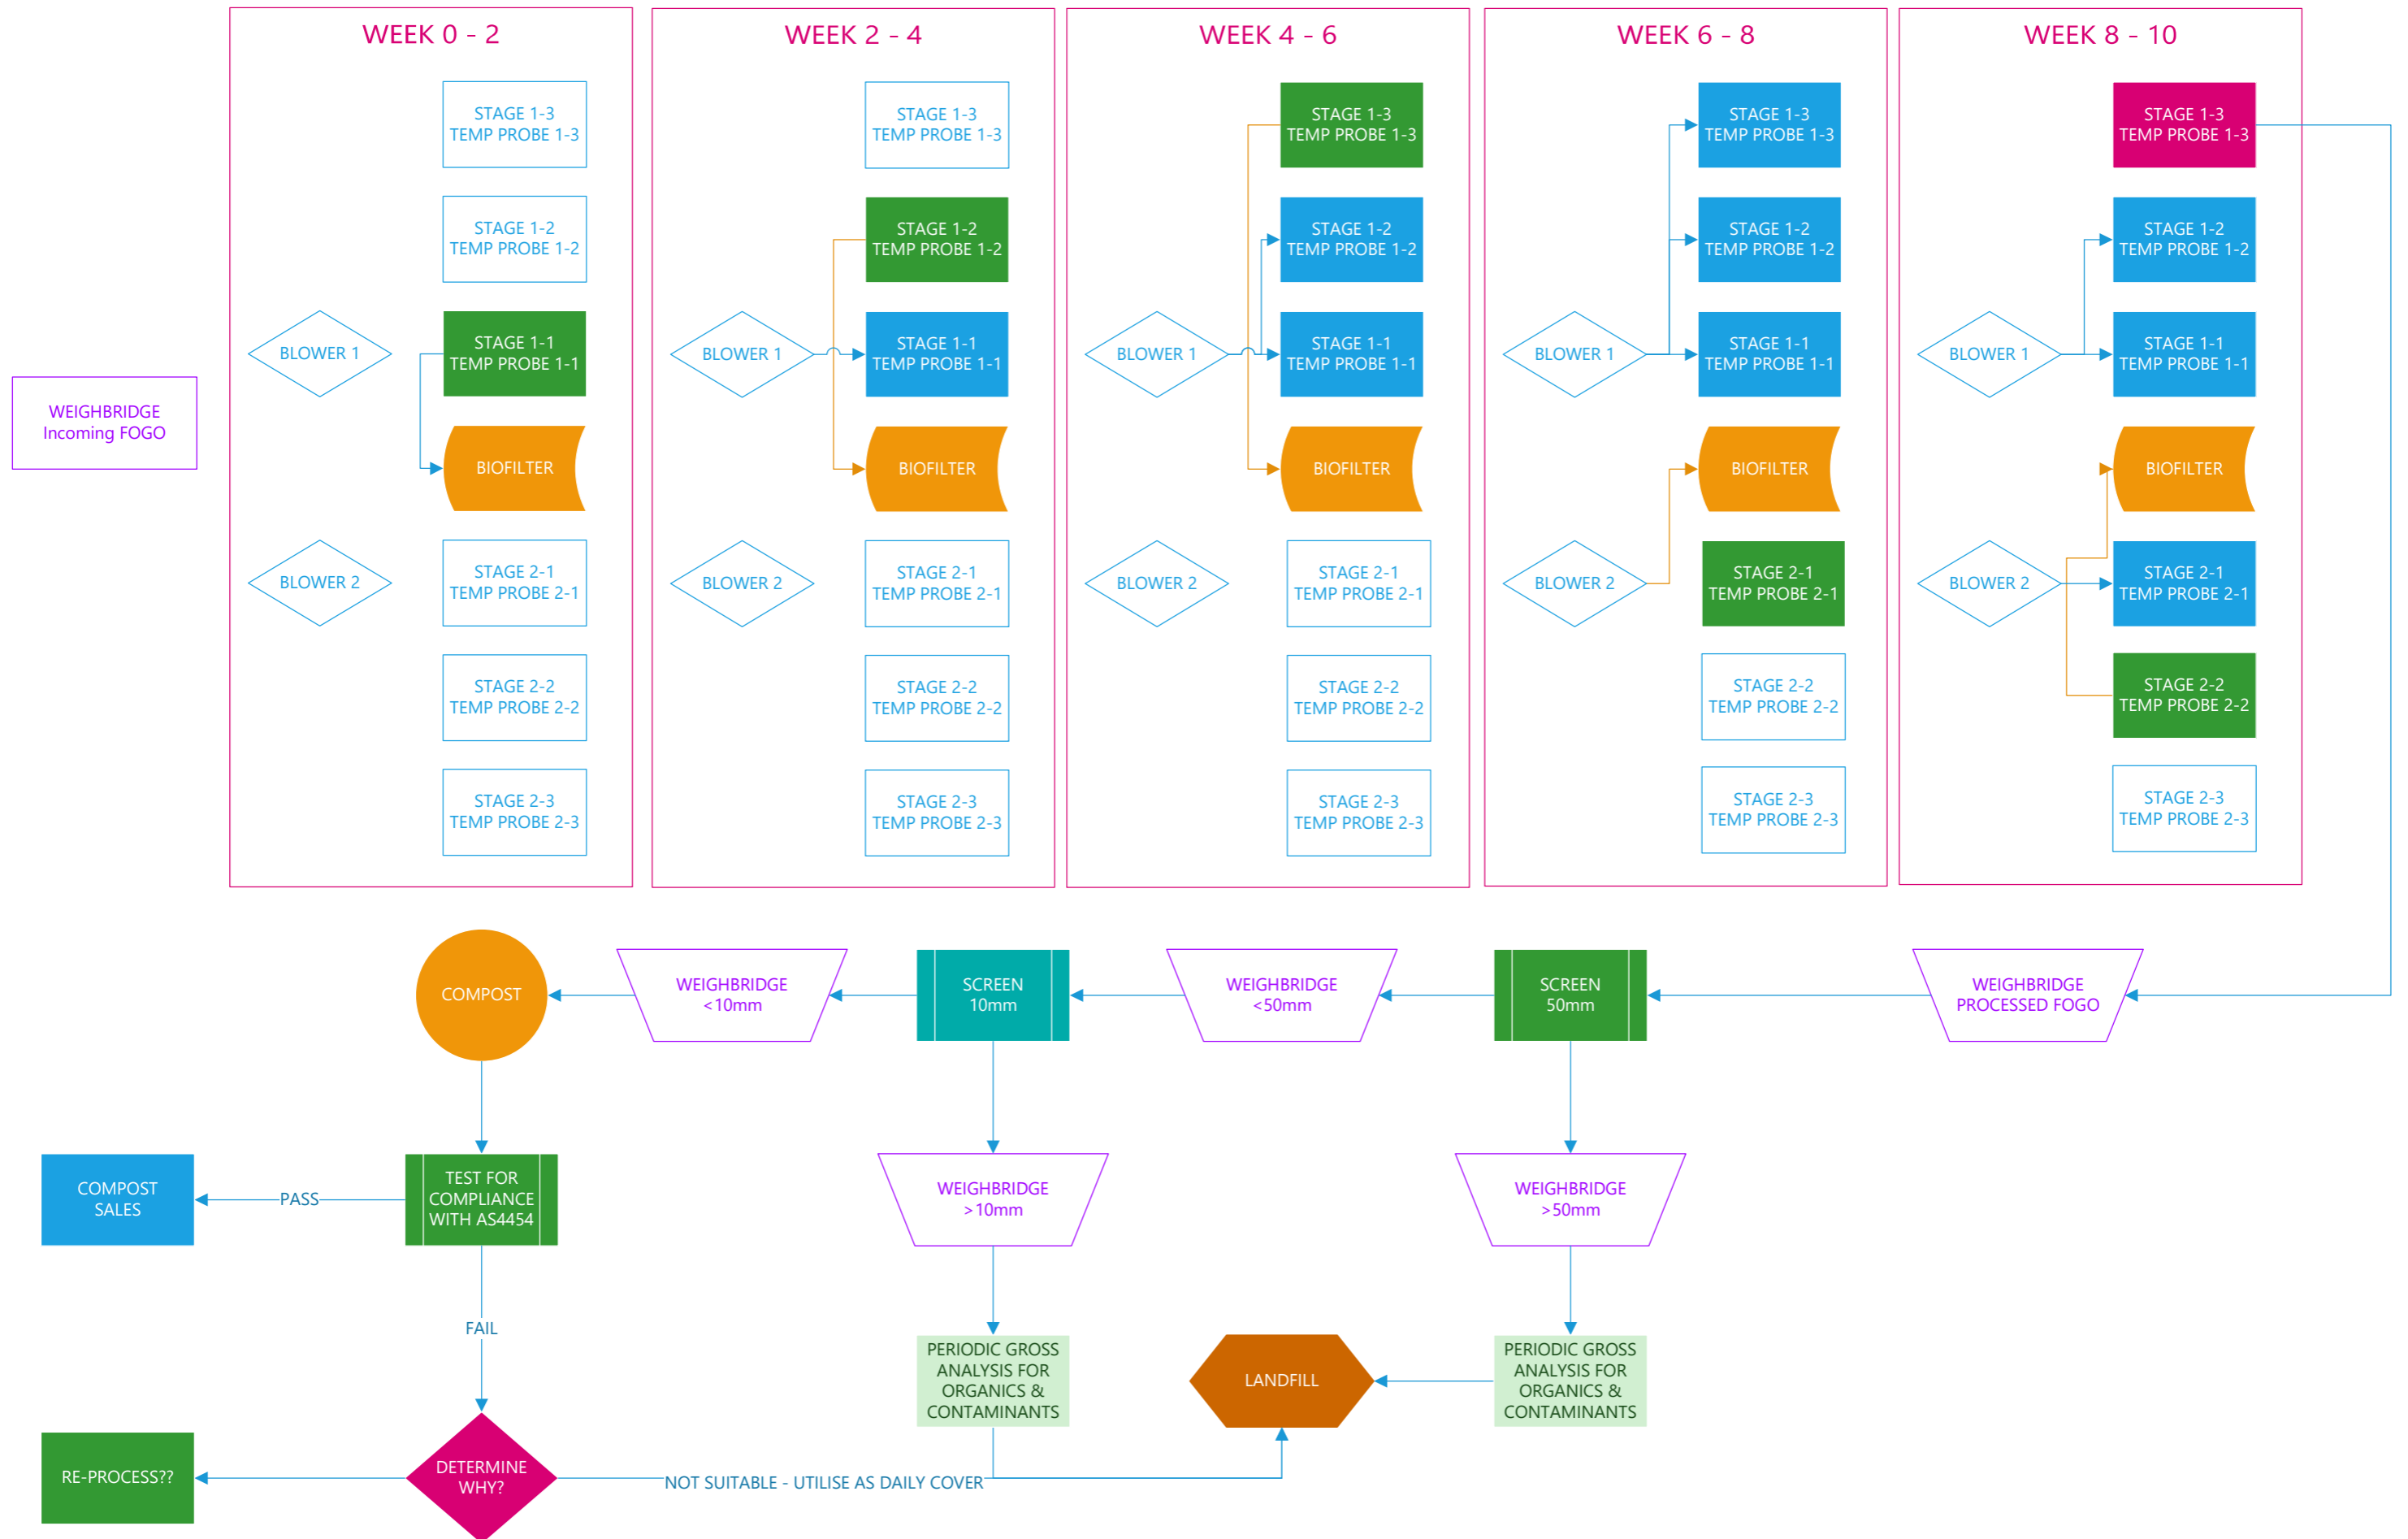 WEEK 0 - 2
STAGE 1-3
TEMP PROBE 1-3
STAGE 1-2
TEMP PROBE 1-2
BLOWER 1
STAGE 1-1
TEMP PROBE 1-1
BIOFILTER
BLOWER 2
STAGE 2-1
TEMP PROBE 2-1
STAGE 2-2
TEMP PROBE 2-2
STAGE 2-3
TEMP PROBE 2-3
WEEK 2 - 4
STAGE 1-3
TEMP PROBE 1-3
STAGE 1-2
TEMP PROBE 1-2
BLOWER 1
STAGE 1-1
TEMP PROBE 1-1
BIOFILTER
BLOWER 2
STAGE 2-1
TEMP PROBE 2-1
STAGE 2-2
TEMP PROBE 2-2
STAGE 2-3
TEMP PROBE 2-3
WEEK 4 - 6
STAGE 1-3
TEMP PROBE 1-3
STAGE 1-2
TEMP PROBE 1-2
BLOWER 1
STAGE 1-1
TEMP PROBE 1-1
BIOFILTER
BLOWER 2
STAGE 2-1
TEMP PROBE 2-1
STAGE 2-2
TEMP PROBE 2-2
STAGE 2-3
TEMP PROBE 2-3
WEEK 6 - 8
STAGE 1-3
TEMP PROBE 1-3
STAGE 1-2
TEMP PROBE 1-2
BLOWER 1
STAGE 1-1
TEMP PROBE 1-1
BIOFILTER
BLOWER 2
STAGE 2-1
TEMP PROBE 2-1
STAGE 2-2
TEMP PROBE 2-2
STAGE 2-3
TEMP PROBE 2-3
WEEK 8 - 10
STAGE 1-3
TEMP PROBE 1-3
STAGE 1-2
TEMP PROBE 1-2
BLOWER 1
STAGE 1-1
TEMP PROBE 1-1
BIOFILTER
BLOWER 2
STAGE 2-1
TEMP PROBE 2-1
STAGE 2-2
TEMP PROBE 2-2
STAGE 2-3
TEMP PROBE 2-3
WEIGHBRIDGE
Incoming FOGO
COMPOST
WEIGHBRIDGE
<10mm
SCREEN
10mm
WEIGHBRIDGE
<50mm
SCREEN
50mm
WEIGHBRIDGE
PROCESSED FOGO
COMPOST
SALES
PASS
TEST FOR
COMPLIANCE
WITH AS4454
WEIGHBRIDGE
>10mm
WEIGHBRIDGE
>50mm
FAIL
PERIODIC GROSS
ANALYSIS FOR
ORGANICS &
CONTAMINANTS
LANDFILL
PERIODIC GROSS
ANALYSIS FOR
ORGANICS &
CONTAMINANTS
RE-PROCESS??
DETERMINE
WHY?
NOT SUITABLE - UTILISE AS DAILY COVER